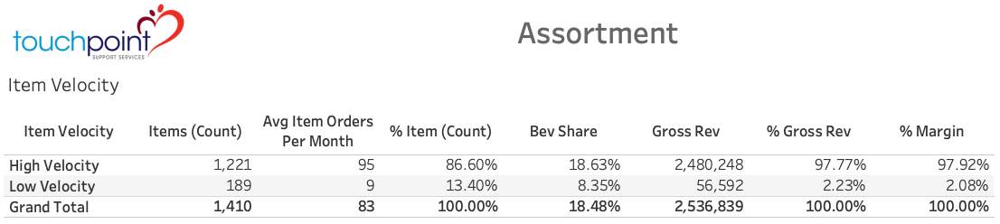 touchpoint
SUPPORT SERVICES
Assortment
Item Velocity
Item Velocity Items (Count) Avg Item Orders Per Month % Item (Count) Bev Share Gross Rev % Gross Rev % Margin
High Velocity 1,221 95 86.60% 18.63% 2,480,248 97.77% 97.92%
Low Velocity 189 9 13.40% 8.35% 56,592 2.23% 2.08%
Grand Total 1,410 83 100.00% 18.48% 2,536,839 100.00% 100.00%